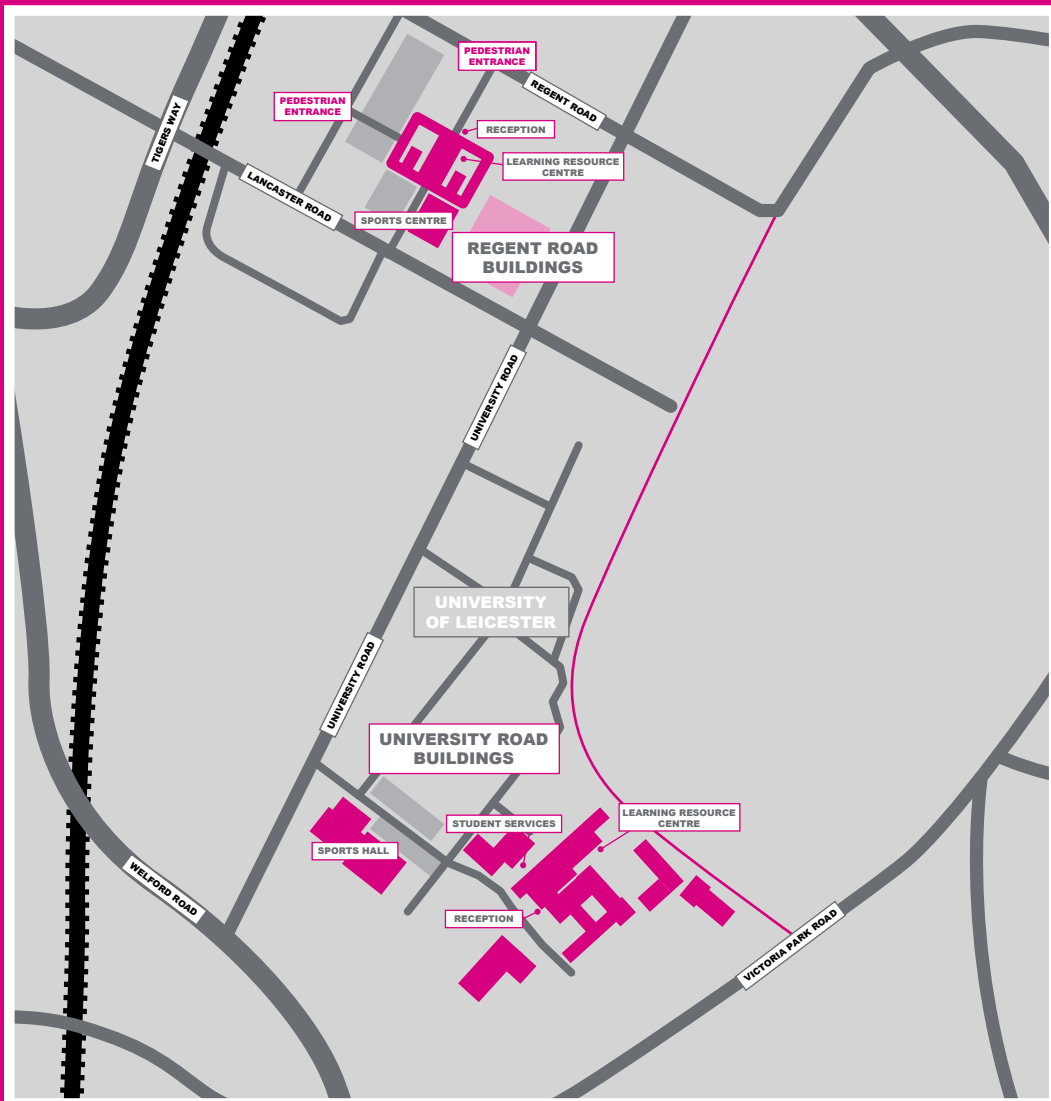 PEDESTRIAN
ENTRANCE
REGENT ROAD
PEDESTRIAN
ENTRANCE
TIGERS WAY
RECEPTION
LEARNING RESOURCE
CENTRE
LANCASTER ROAD
SPORTS CENTRE
REGENT ROAD
BUILDINGS
UNIVERSITY ROAD
UNIVERSITY
OF LEICESTER
UNIVERSITY ROAD
UNIVERSITY ROAD
BUILDINGS
LEARNING RESOURCE
CENTRE
STUDENT SERVICES
SPORTS HALL
WELFORD ROAD
RECEPTION
VICTORIA PARK ROAD